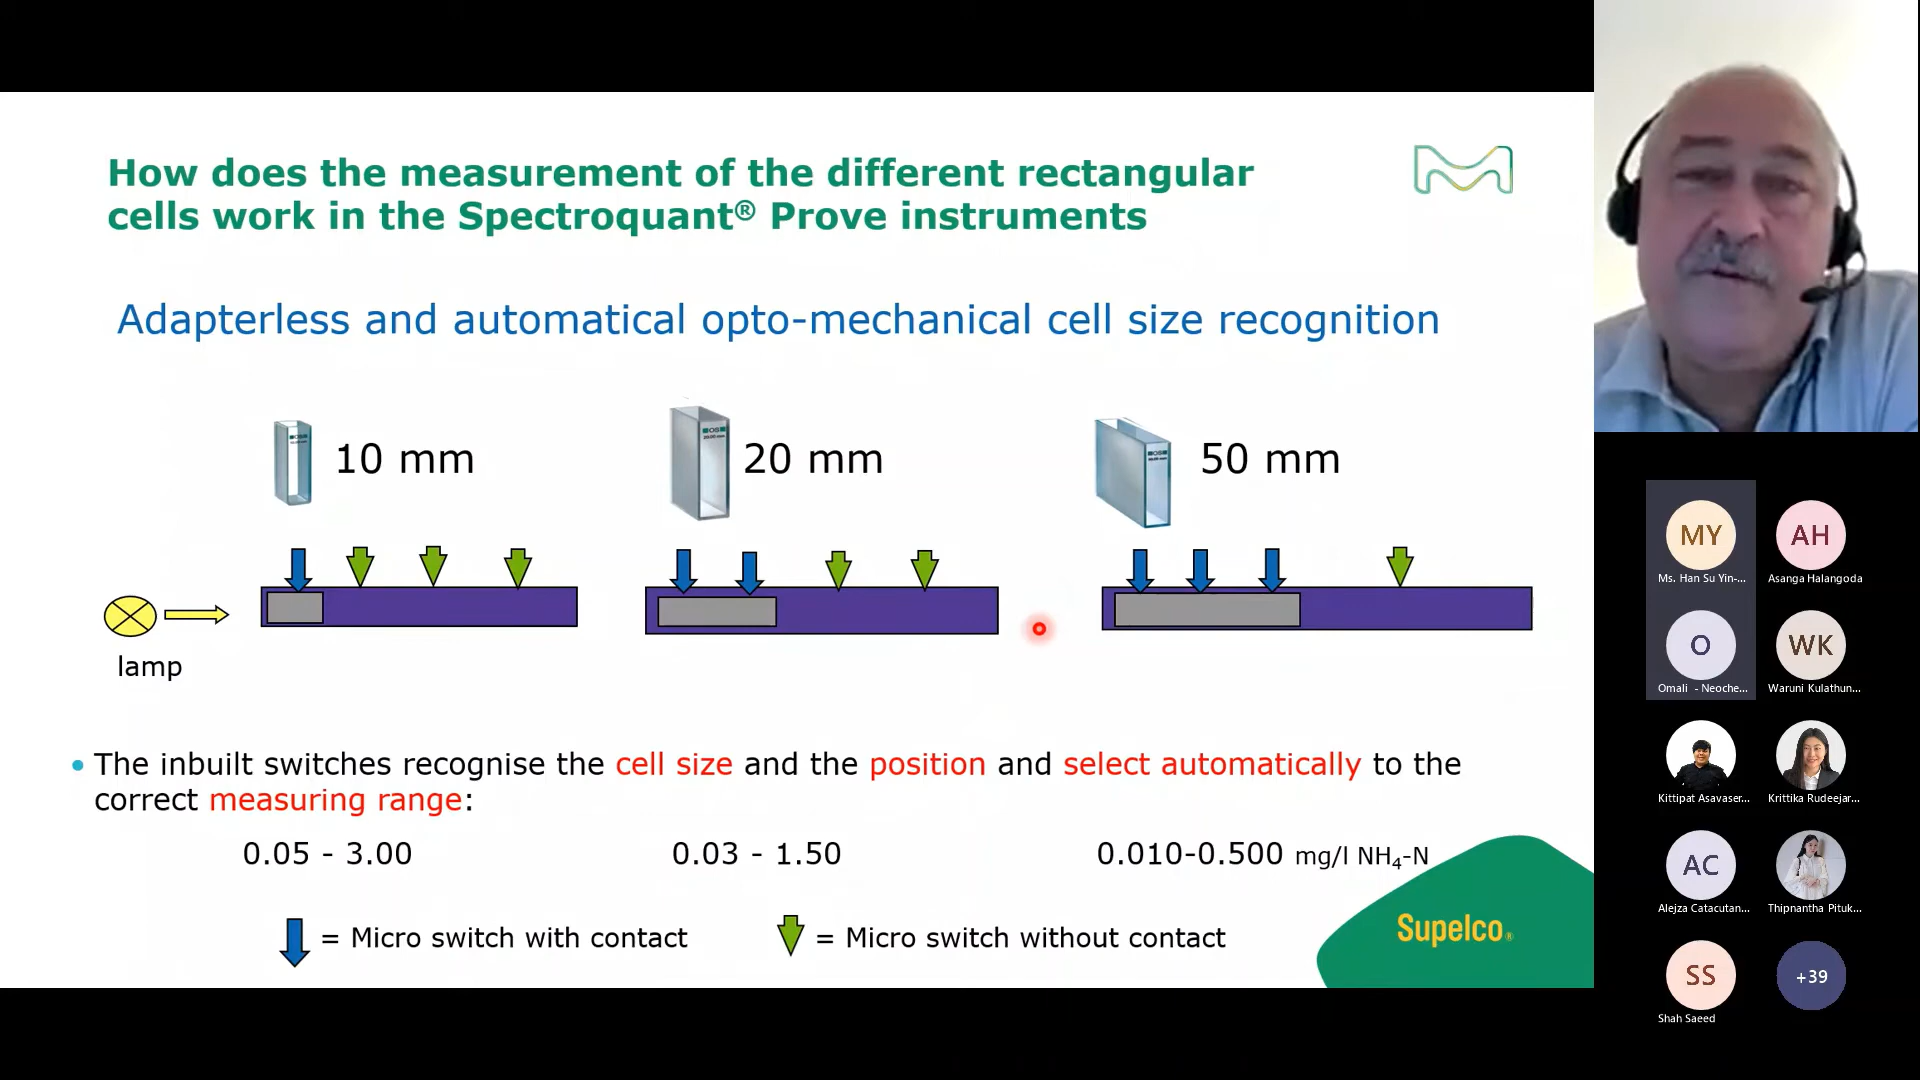 How does the measurement of the different rectangular
cells work in the Spectroquant® Prove instruments
Adapterless and automatical opto-mechanical cell size recognition
10 mm
20 mm
50 mm
lamp
• The inbuilt switches recognise the cell size and the position and select automatically to the
correct measuring range:
0.05 - 3.00
0.03 - 1.50
0.010-0.500 mg/l NH₄-N
= Micro switch with contact
= Micro switch without contact
Supelco®
MY
Ms. Han Su Yin-...
AH
Asanga Halangoda
O
Omali - Neoche...
WK
Waruni Kulathun...
Kittipat Asavaser...
Krittika Rudeejar...
AC
Alejza Catacutan...
Thipnantha Pituk...
SS
Shah Saeed
+39